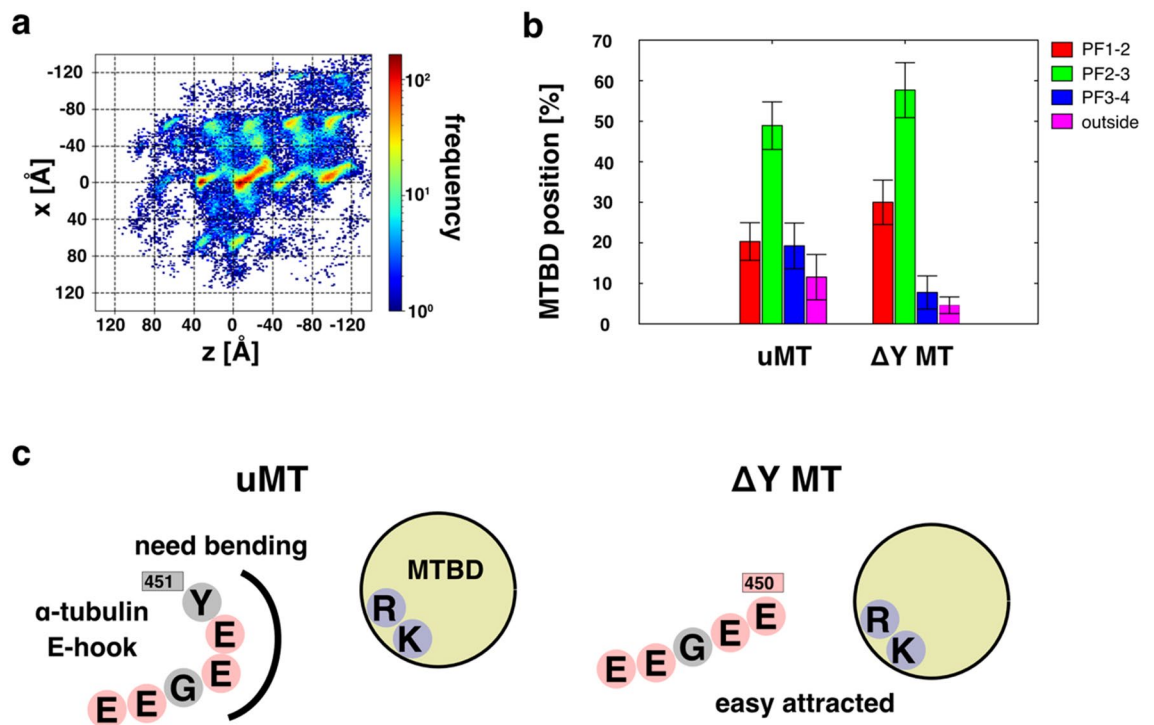 a
-120
-80
-40
0
40
80
120
x [Å]
120 80 40 0 -40 -80 -120
z [Å]
10²
10¹
10⁰
frequency
b
70
60
50
40
30
20
10
0
MTBD position [%]
uMT ΔY MT
PF1-2
PF2-3
PF3-4
outside
c
uMT
need bending
451
Y
α-tubulin
E-hook
E
E
G
E
E
MTBD
R
K
ΔY MT
450
E
E
G
E
E
R
K
easy attracted